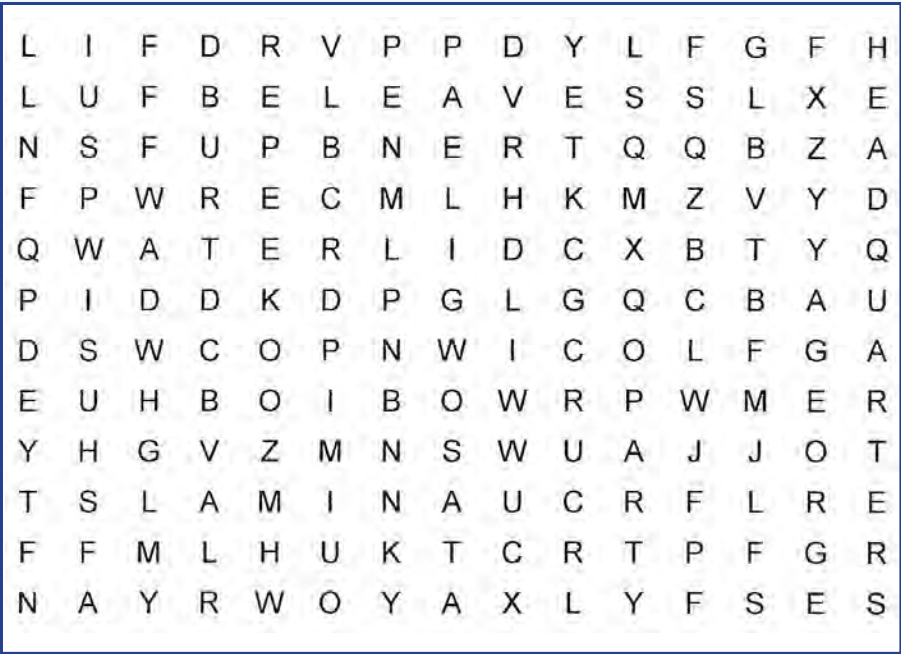 L I F D R V P P D Y L F G F H
L U F B E L E A V E S S L X E
N S F U P B N E R T Q Q B Z A
F P W R E C M L H K M Z V Y D
Q W A T E R L I D C X B T Y Q
P I D D K D P G L G Q C B A U
D S W C O P N W I C O L F G A
E U H B O I B O W R P W M E R
Y H G V Z M N S W U A J J O T
T S L A M I N A U C R F L R E
F F M L H U K T C R T P F G R
N A Y R W O Y A X L Y F S E S